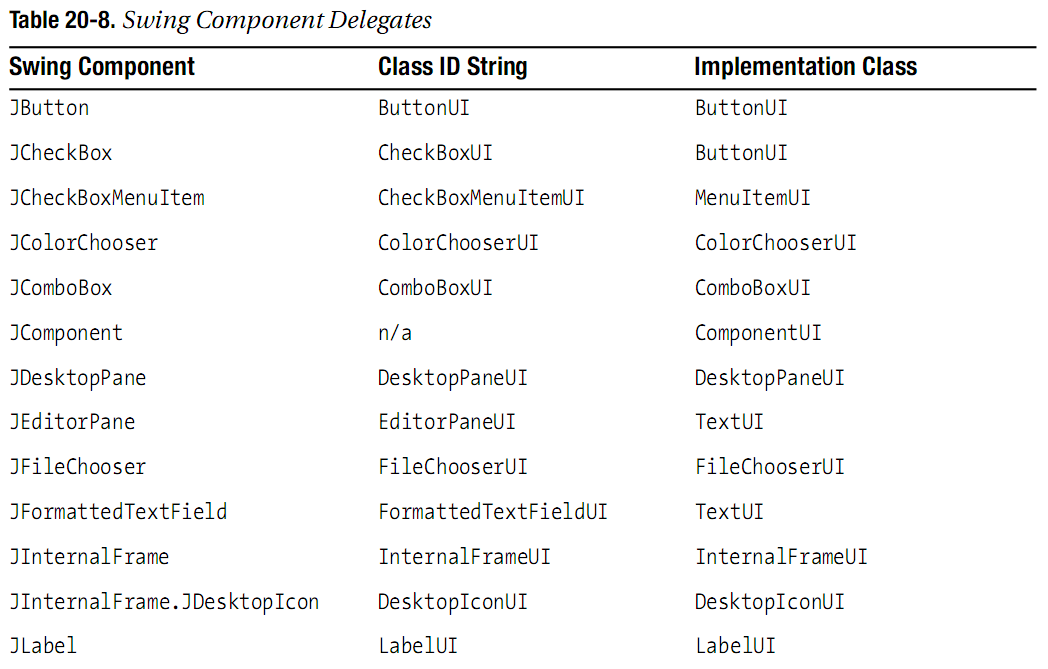 Table 20-8. Swing Component Delegates
Swing Component Class ID String Implementation Class
JButton ButtonUI ButtonUI
JCheckBox CheckBoxUI ButtonUI
JCheckBoxMenuItem CheckBoxMenuItemUI MenuItemUI
JColorChooser ColorChooserUI ColorChooserUI
JComboBox ComboBoxUI ComboBoxUI
JComponent n/a ComponentUI
JDesktopPane DesktopPaneUI DesktopPaneUI
JEditorPane EditorPaneUI TextUI
JFileChooser FileChooserUI FileChooserUI
JFormattedTextField FormattedTextFieldUI TextUI
JInternalFrame InternalFrameUI InternalFrameUI
JInternalFrame.JDesktopIcon DesktopIconUI DesktopIconUI
JLabel LabelUI LabelUI